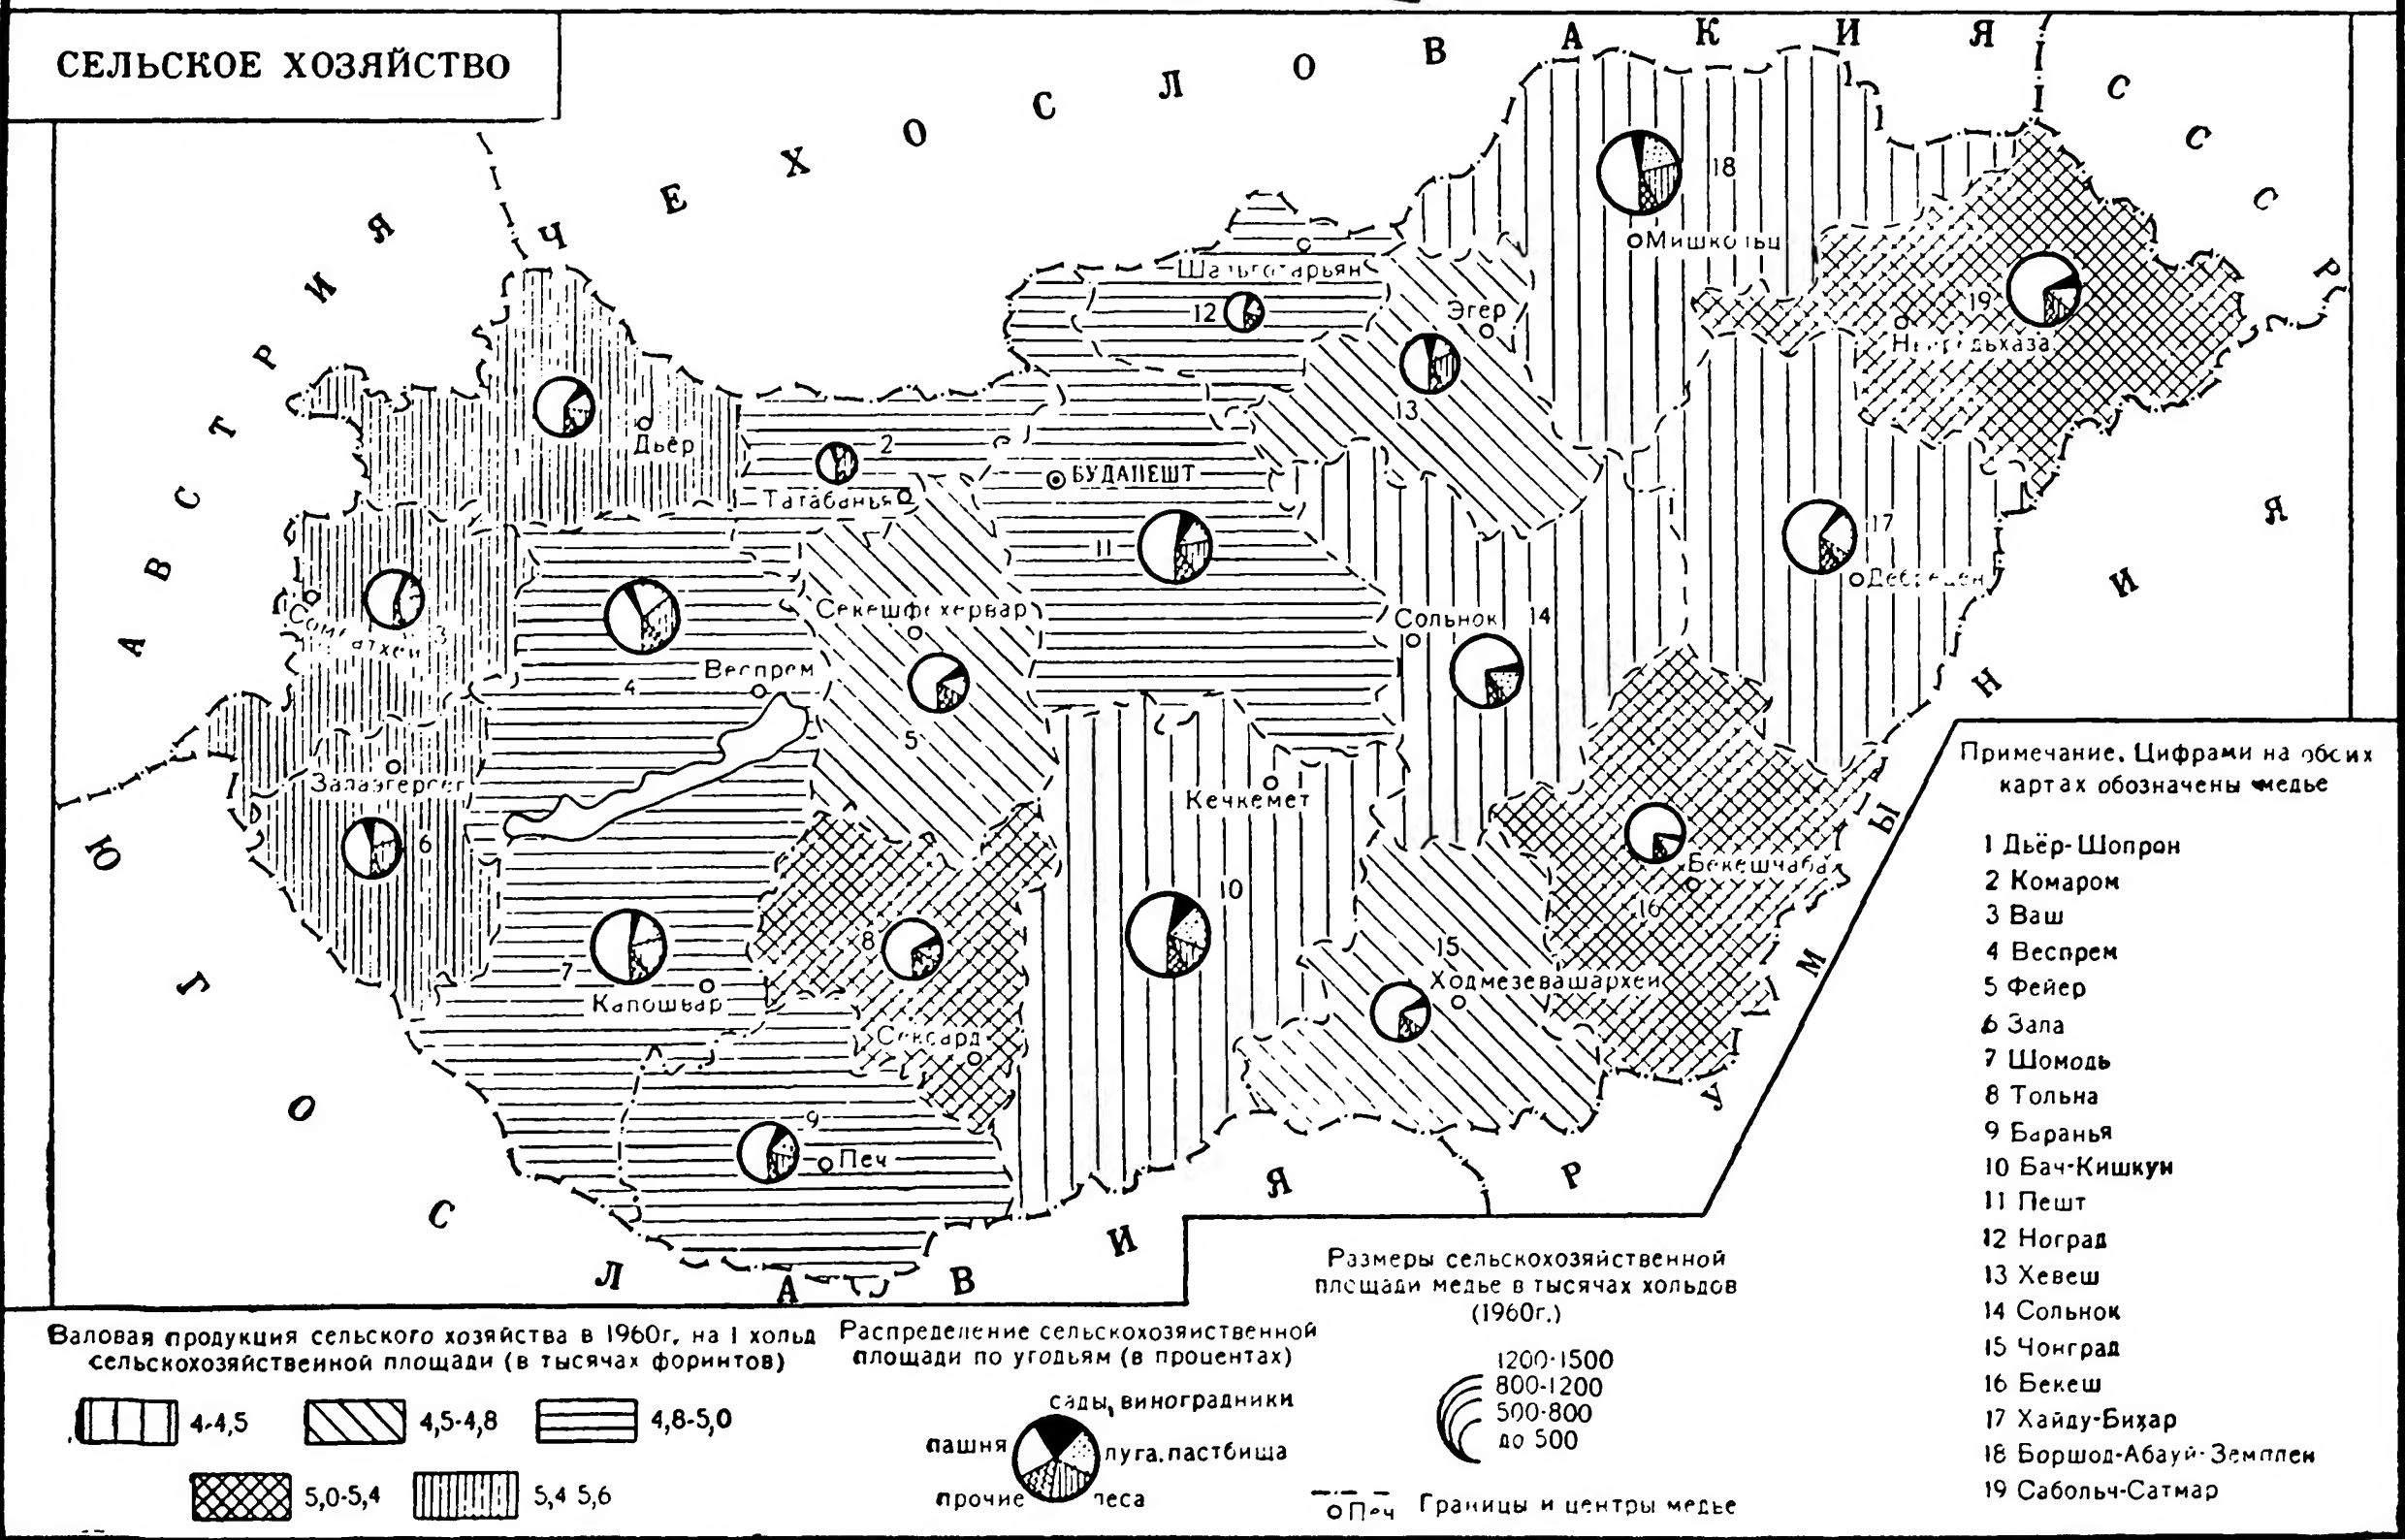 СЕЛЬСКОЕ ХОЗЯЙСТВО
ЧЕХОСЛОВАКИЯ
СССР
АВСТРИЯ
ЮГОСЛАВИЯ
РУМЫНИЯ
18
Мишкольц
12
Эгер
13
19
Дьёр
2
Татабанья
БУДАПЕШТ
11
17
Дебрецен
3
Секешфехервар
Сольнок
14
4
Веспрем
5
Залаэгерсег
6
Кечкемет
10
Бекешчаба
16
8
7
Капошвар
15
Ходмезевашархеи
Сексард
9
Печ
Примечание. Цифрами на обеих
картах обозначены медье
1 Дьёр-Шопрон
2 Комаром
3 Ваш
4 Веспрем
5 Фейер
6 Зала
7 Шомодь
8 Тольна
9 Баранья
10 Бач-Кишкун
11 Пешт
12 Ноград
13 Хевеш
14 Сольнок
15 Чонград
16 Бекеш
17 Хайду-Бихар
18 Боршод-Абауй-Земплен
19 Сабольч-Сатмар
Валовая продукция сельского хозяйства в 1960г. на 1 хольд
сельскохозяйственной площади (в тысячах форинтов)
4-4,5
4,5-4,8
4,8-5,0
5,0-5,4
5,4 5,6
Распределение сельскохозяйственной
площади по угодьям (в процентах)
сады, виноградники
пашня
луга, пастбища
прочие
леса
Размеры сельскохозяйственной
площади медье в тысячах хольдов
(1960г.)
1200-1500
800-1200
500-800
до 500
Печ
Границы и центры медье